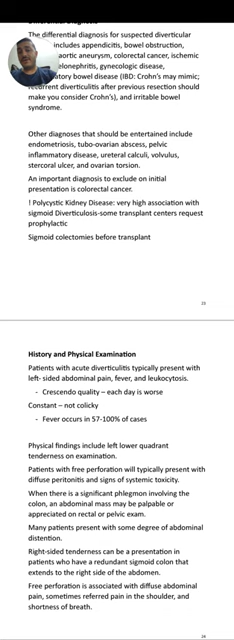 The differential diagnosis for suspected diverticular
includes appendicitis, bowel obstruction,
aortic aneurysm, colorectal cancer, ischemic
gynecologic disease,
bowel disease (IBD: Crohn's may mimic;
diverticulitis after previous resection should
make you consider Crohn's), and irritable bowel
syndrome.
Other diagnoses that should be entertained include
endometriosis, tubo-ovarian abscess, pelvic
inflammatory disease, ureteral calculi, volvulus,
stercoral ulcer, and ovarian torsion.
An important diagnosis to exclude on initial
presentation is colorectal cancer.
! Polycystic Kidney Disease: very high association with
sigmoid Diverticulosis-some transplant centers request
prophylactic
Sigmoid colectomies before transplant
23
History and Physical Examination
Patients with acute diverticulitis typically present with
left- sided abdominal pain, fever, and leukocytosis.
- Crescendo quality – each day is worse
Constant – not colicky
- Fever occurs in 57-100% of cases
Physical findings include left lower quadrant
tenderness on examination.
Patients with free perforation will typically present with
diffuse peritonitis and signs of systemic toxicity.
When there is a significant phlegmon involving the
colon, an abdominal mass may be palpable or
appreciated on rectal or pelvic exam.
Many patients present with some degree of abdominal
distention.
Right-sided tenderness can be a presentation in
patients who have a redundant sigmoid colon that
extends to the right side of the abdomen.
Free perforation is associated with diffuse abdominal
pain, sometimes referred pain in the shoulder, and
shortness of breath.
24